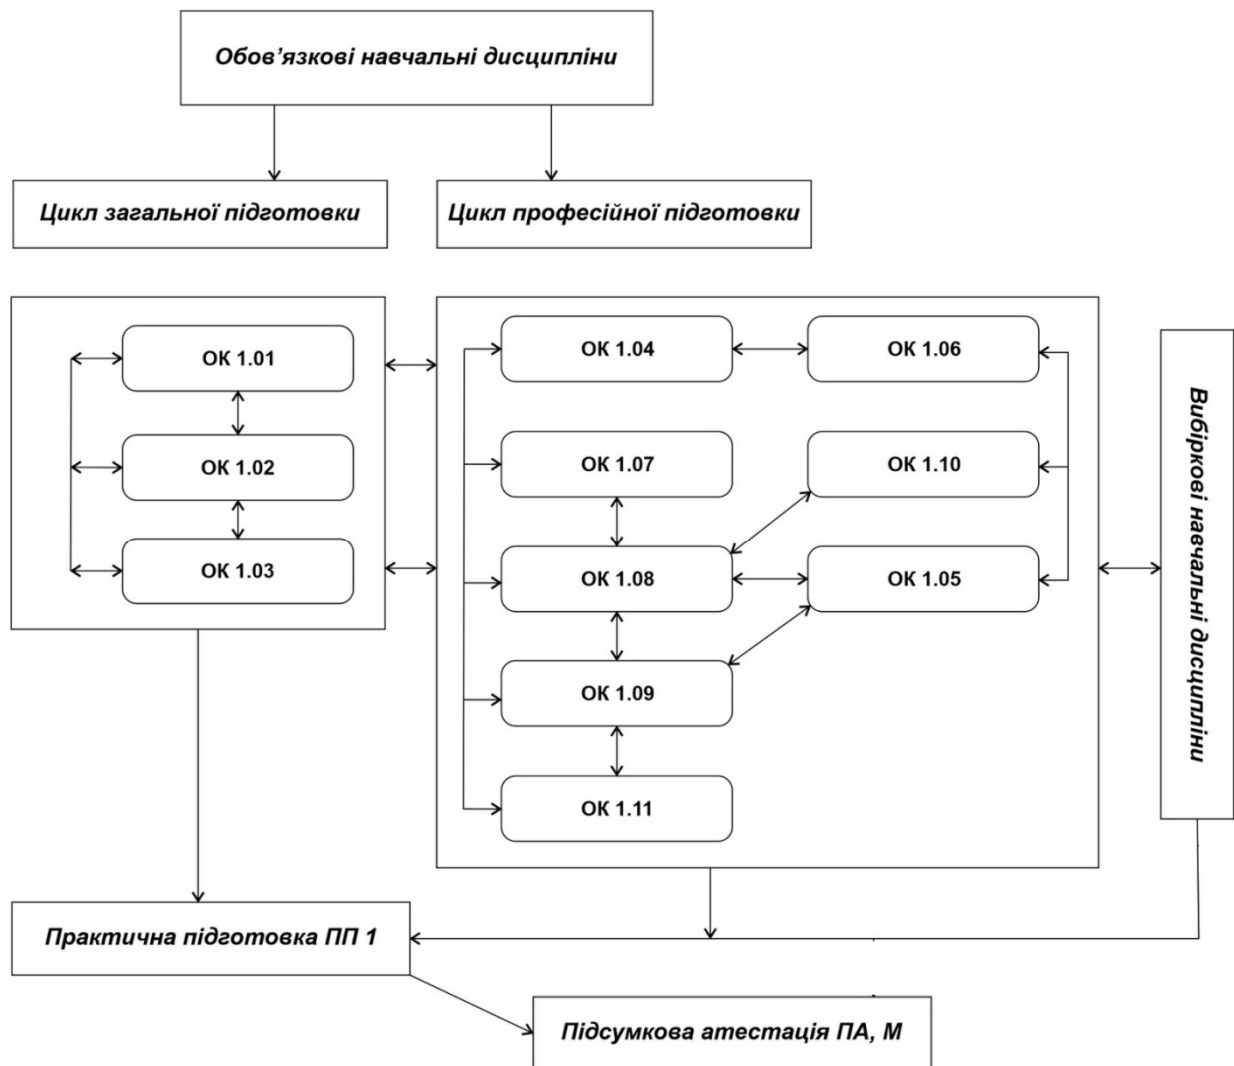 Обов’язкові навчальні дисципліни
Цикл загальної підготовки
Цикл професійної підготовки
ОК 1.01
ОК 1.02
ОК 1.03
ОК 1.04
ОК 1.06
ОК 1.07
ОК 1.10
ОК 1.08
ОК 1.05
ОК 1.09
ОК 1.11
Вибіркові навчальні дисципліни
Практична підготовка ПП 1
Підсумкова атестація ПА, М